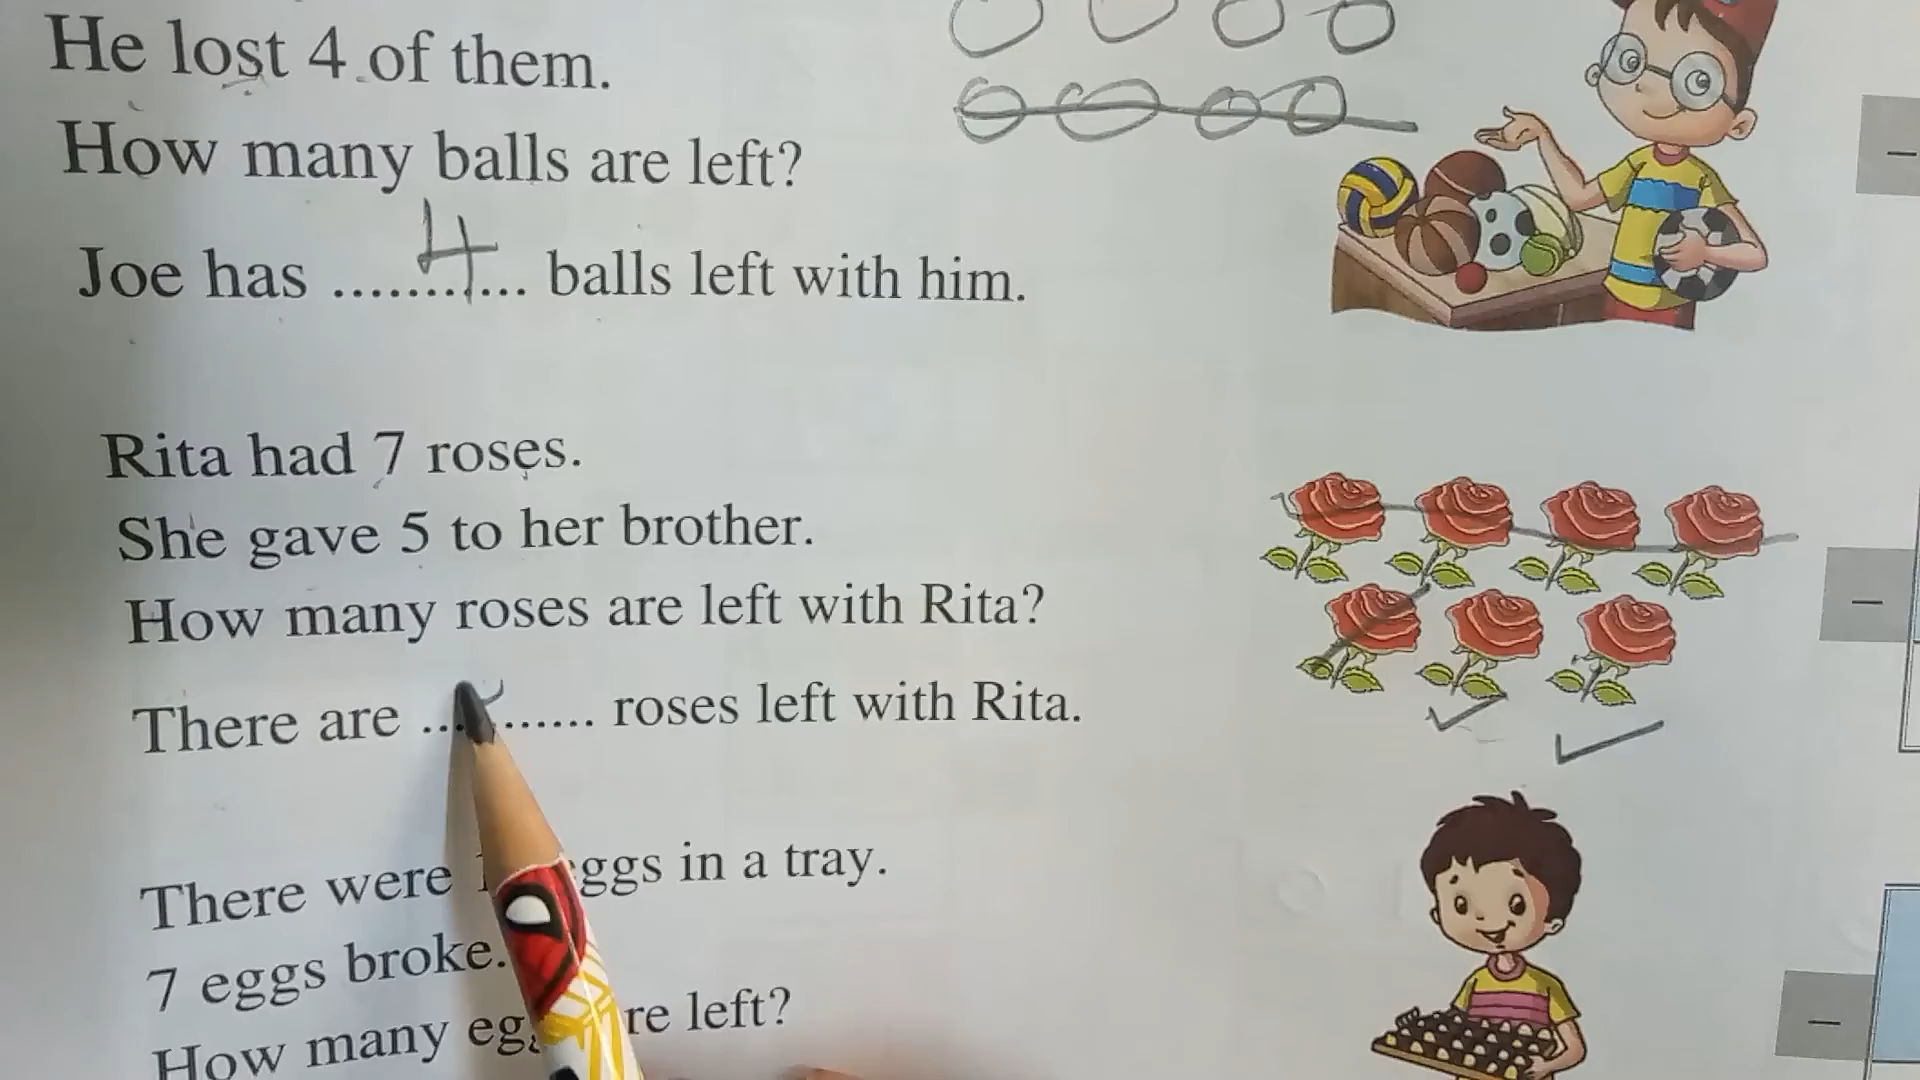 He lost 4 of them.
How many balls are left?
Joe has ....4.... balls left with him.
Rita had 7 roses.
She gave 5 to her brother.
How many roses are left with Rita?
There are ........... roses left with Rita.
There were eggs in a tray.
7 eggs broke.
How many left?
–
–
–